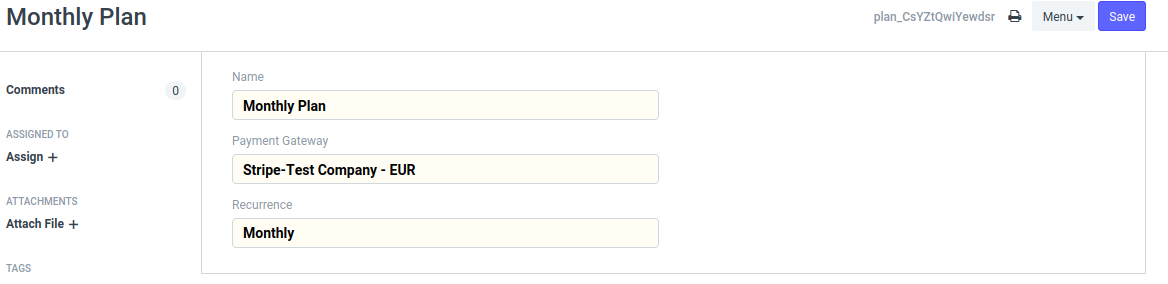 Monthly Plan
plan_CsYZtQwiYewdsr
Menu
Save
Comments
0
ASSIGNED TO
Assign +
ATTACHMENTS
Attach File +
TAGS
Name
Monthly Plan
Payment Gateway
Stripe-Test Company - EUR
Recurrence
Monthly